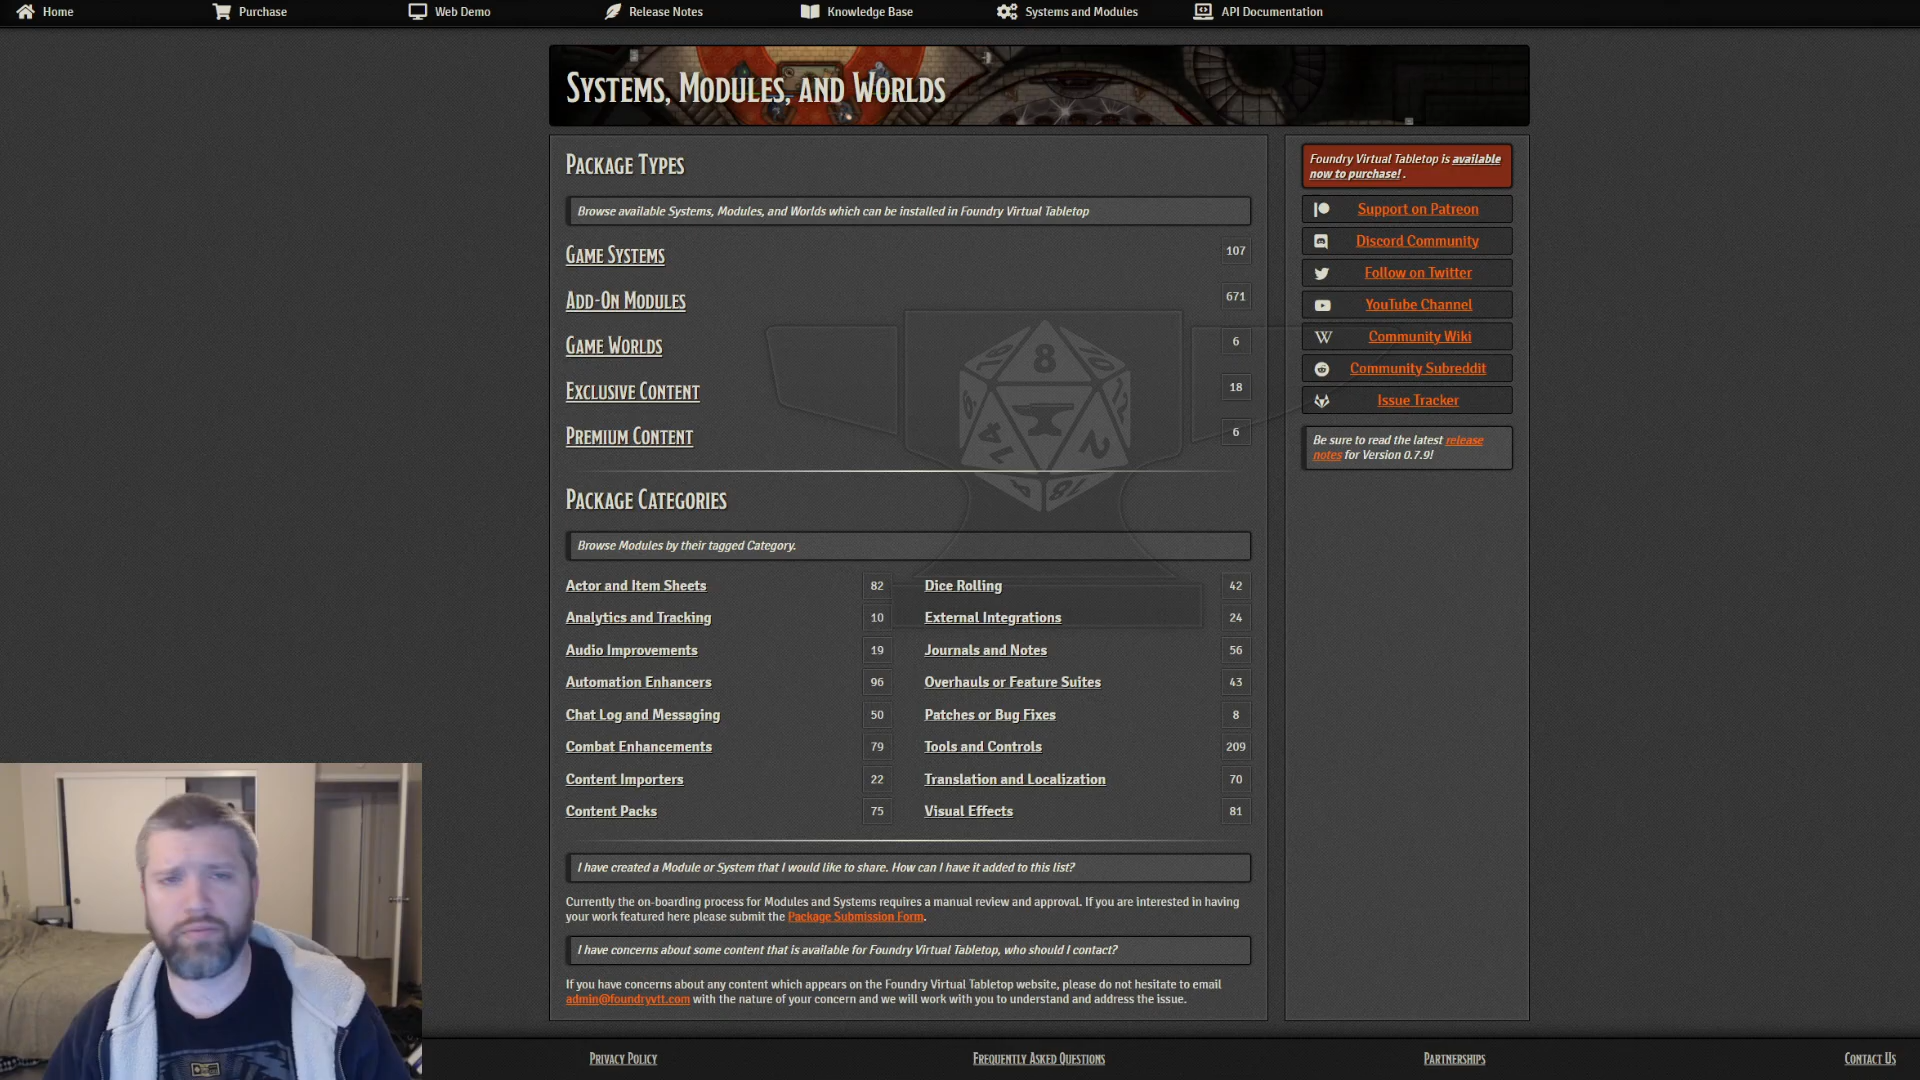 Home
Purchase
Web Demo
Release Notes
Knowledge Base
Systems and Modules
API Documentation
Systems, Modules, and Worlds
Package Types
Browse available Systems, Modules, and Worlds which can be installed in Foundry Virtual Tabletop
Game Systems
107
Add-On Modules
671
Game Worlds
6
Exclusive Content
18
Premium Content
6
Package Categories
Browse Modules by their tagged Category.
Actor and Item Sheets
82
Dice Rolling
42
Analytics and Tracking
10
External Integrations
24
Audio Improvements
19
Journals and Notes
56
Automation Enhancers
96
Overhauls or Feature Suites
43
Chat Log and Messaging
50
Patches or Bug Fixes
8
Combat Enhancements
79
Tools and Controls
209
Content Importers
22
Translation and Localization
70
Content Packs
75
Visual Effects
81
I have created a Module or System that I would like to share. How can I have it added to this list?
Currently the on-boarding process for Modules and Systems requires a manual review and approval. If you are interested in having
your work featured here please submit the Package Submission Form.
I have concerns about some content that is available for Foundry Virtual Tabletop, who should I contact?
If you have concerns about any content which appears on the Foundry Virtual Tabletop website, please do not hesitate to email
admin@foundryvtt.com with the nature of your concern and we will work with you to understand and address the issue.
Foundry Virtual Tabletop is available
now to purchase! .
Support on Patreon
Discord Community
Follow on Twitter
YouTube Channel
W Community Wiki
Community Subreddit
Issue Tracker
Be sure to read the latest release
notes for Version 0.7.9!
8
2
Privacy Policy
Frequently Asked Questions
Partnerships
Contact Us